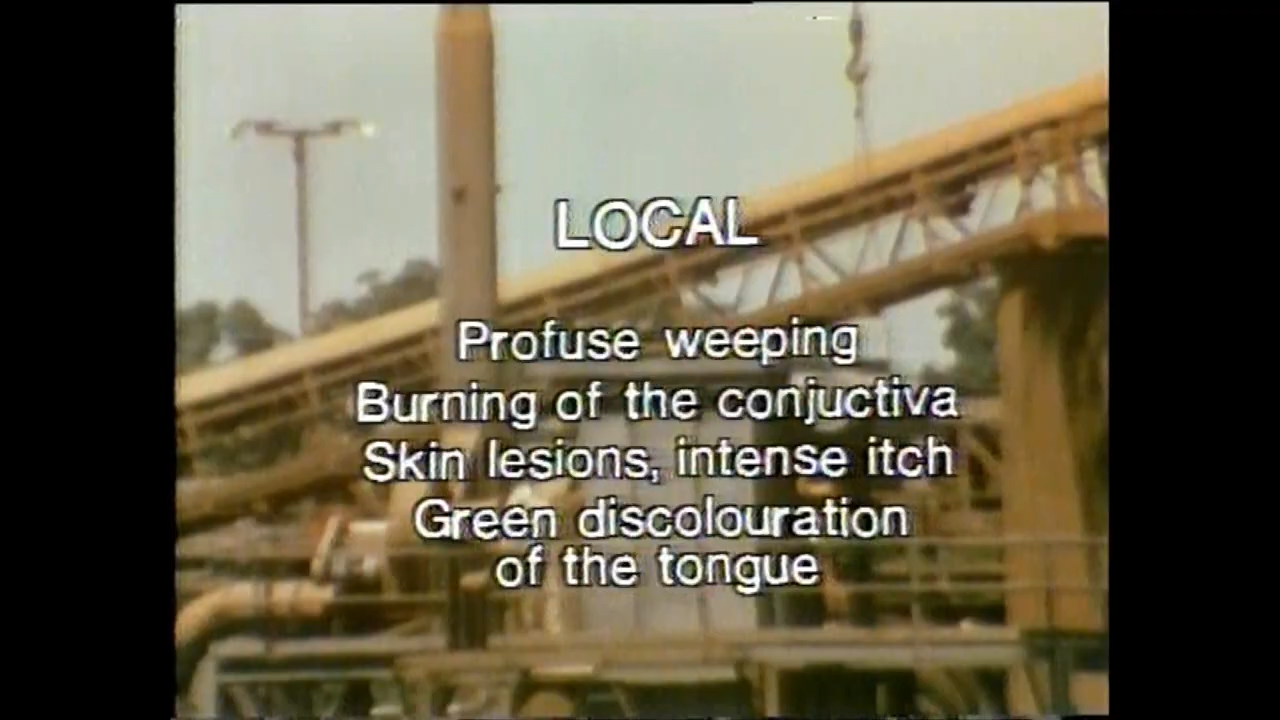 LOCAL
Profuse weeping
Burning of the conjuctiva
Skin lesions, intense itch
Green discolouration
of the tongue